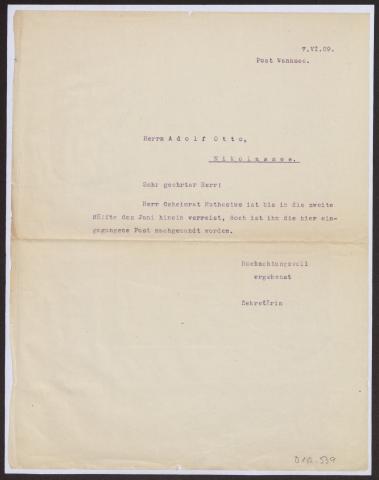 7.VI.09.
Post Wannsee.
Herrn Adolf Otto,
Nikolassee.
Sehr geehrter Herr!
Herr Geheimrat Muthesius ist bis in die zweite
Hälfte des Juni hinein verreist, doch ist ihm die hier ein-
gegangene Post nachgesandt worden.
Hochachtungsvoll
ergebenst
Sekretärin
D 102-539